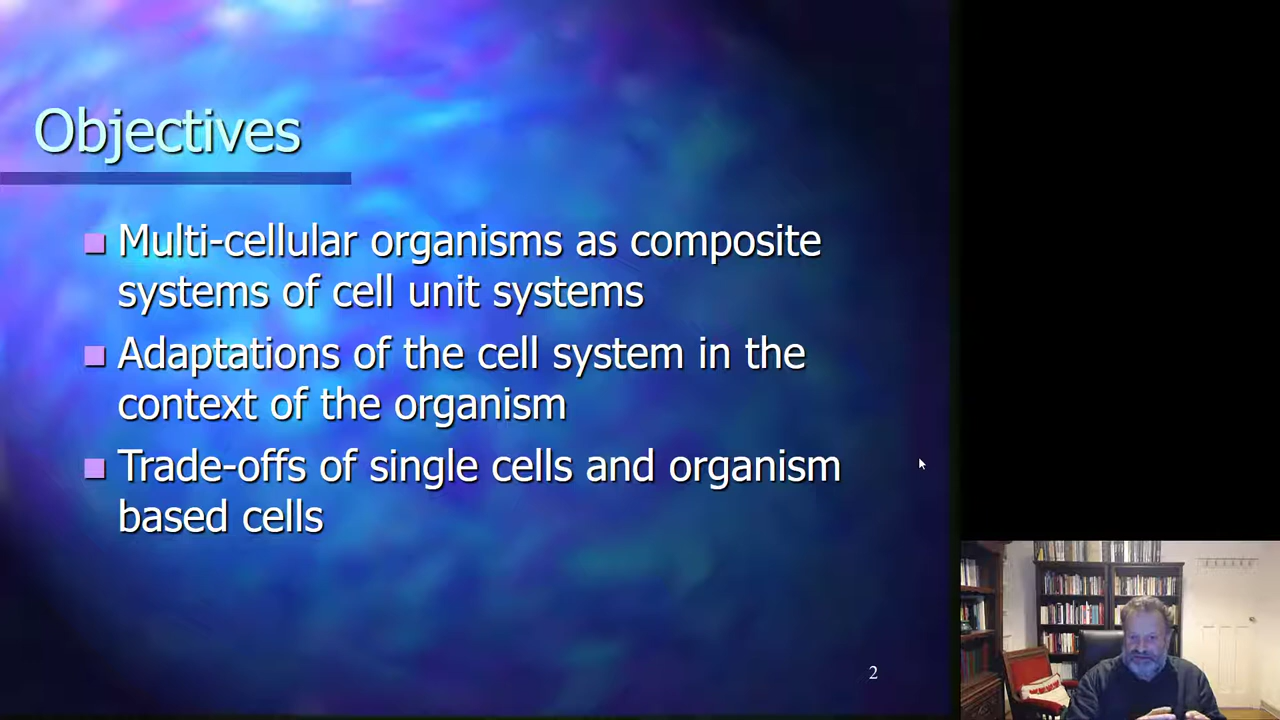 Objectives
Multi-cellular organisms as composite
systems of cell unit systems
Adaptations of the cell system in the
context of the organism
Trade-offs of single cells and organism
based cells
2